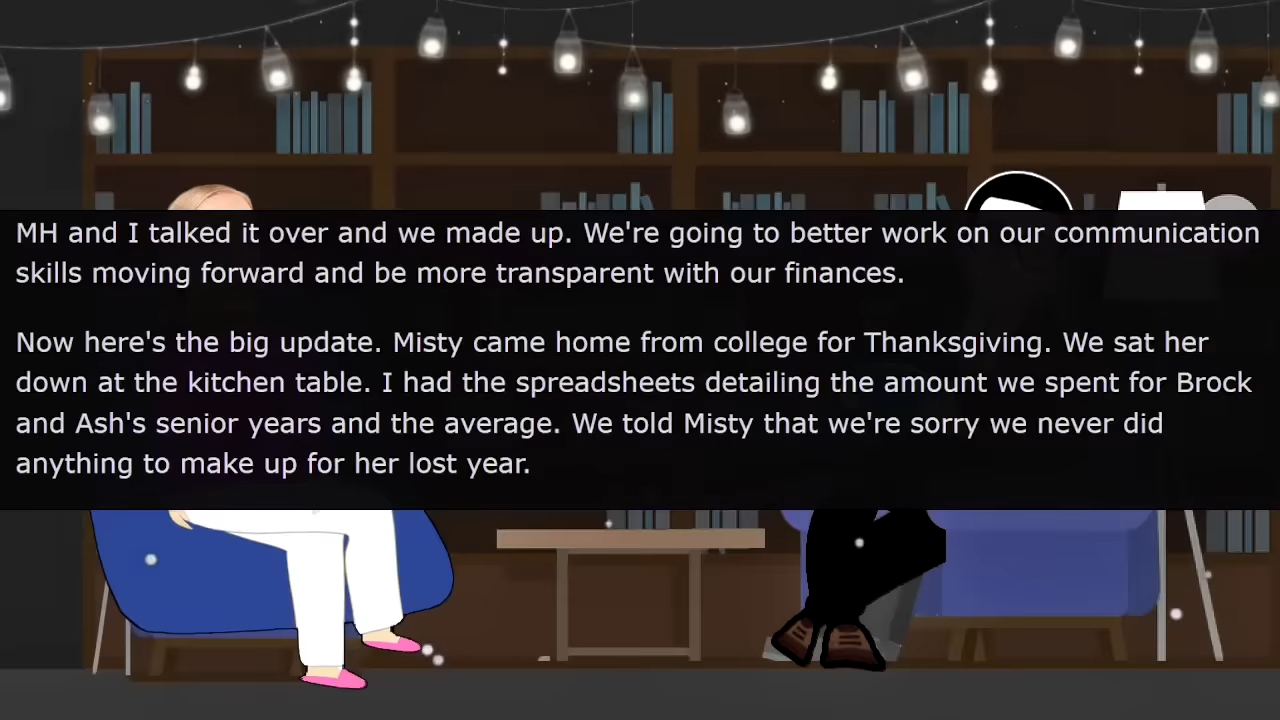 MH and I talked it over and we made up. We're going to better work on our communication
skills moving forward and be more transparent with our finances.
Now here's the big update. Misty came home from college for Thanksgiving. We sat her
down at the kitchen table. I had the spreadsheets detailing the amount we spent for Brock
and Ash's senior years and the average. We told Misty that we're sorry we never did
anything to make up for her lost year.